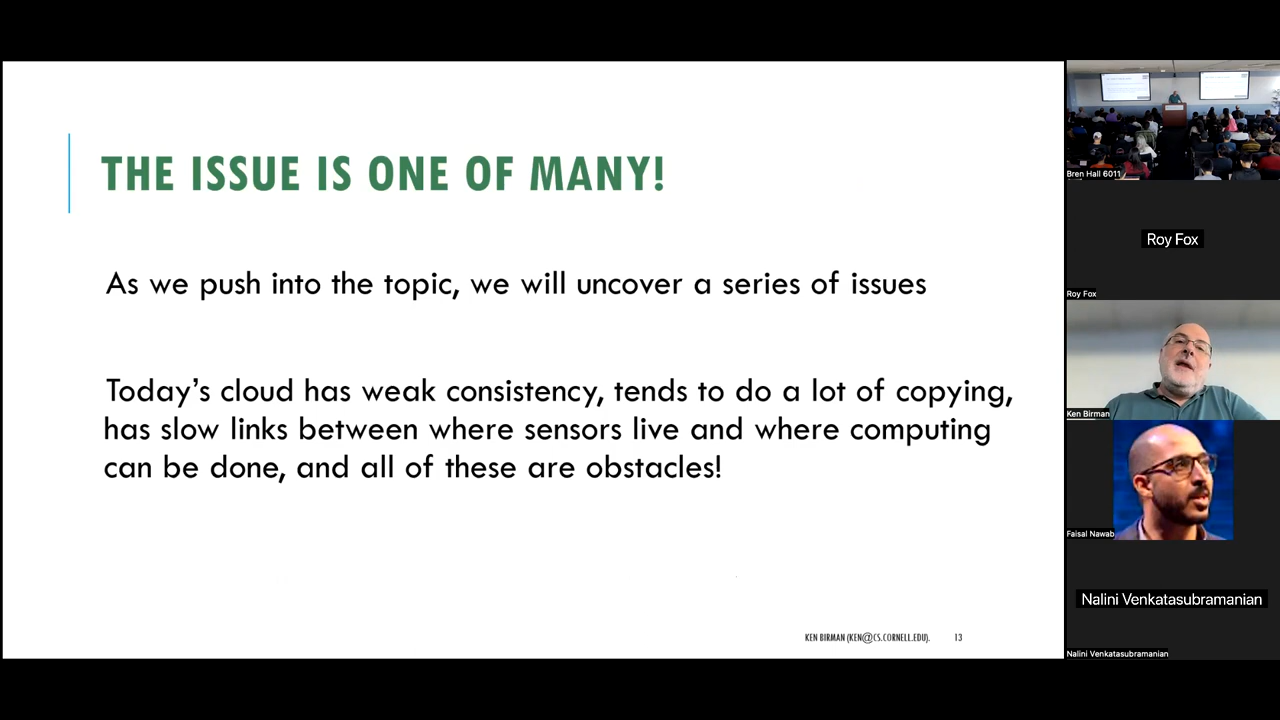 THE ISSUE IS ONE OF MANY!
As we push into the topic, we will uncover a series of issues
Today's cloud has weak consistency, tends to do a lot of copying,
has slow links between where sensors live and where computing
can be done, and all of these are obstacles!
KEN BIRMAN (KEN@CS.CORNELL.EDU). 13
Bren Hall 6011
Roy Fox
Roy Fox
Ken Birman
Faisal Nawab
Nalini Venkatasubramanian
Nalini Venkatasubramanian